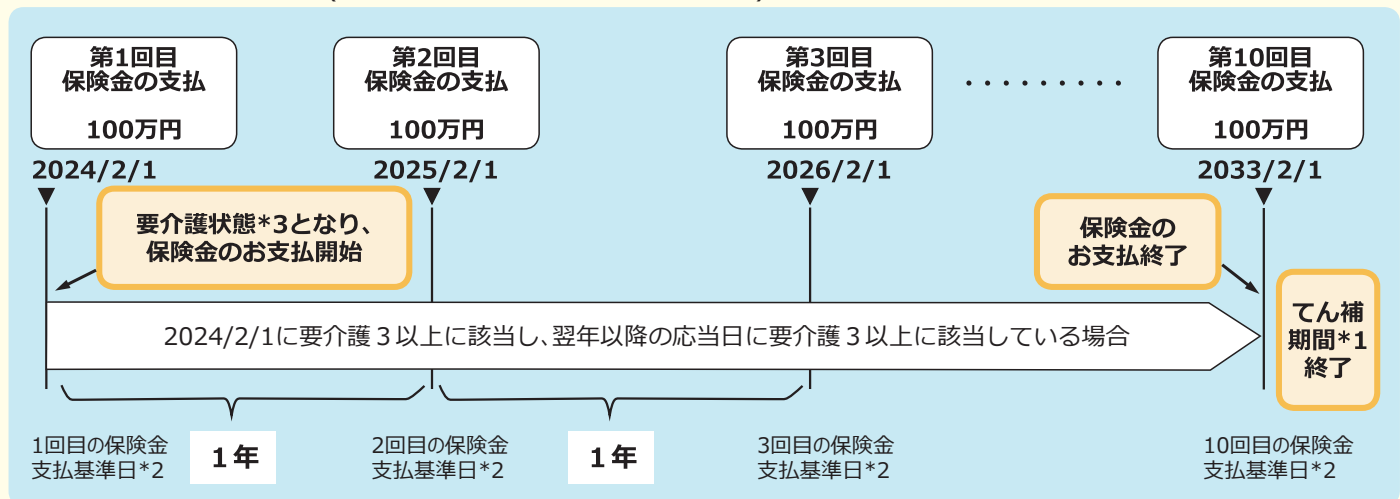 第1回目
保険金の支払
100万円
第2回目
保険金の支払
100万円
第3回目
保険金の支払
100万円
・・・・・・・・・
第10回目
保険金の支払
100万円
2024/2/1
2025/2/1
2026/2/1
2033/2/1
要介護状態*3となり、
保険金のお支払開始
保険金の
お支払終了
2024/2/1に要介護3以上に該当し、翌年以降の応当日に要介護3以上に該当している場合
てん補
期間*1
終了
1回目の保険金
支払基準日*2
1年
2回目の保険金
支払基準日*2
1年
3回目の保険金
支払基準日*2
10回目の保険金
支払基準日*2